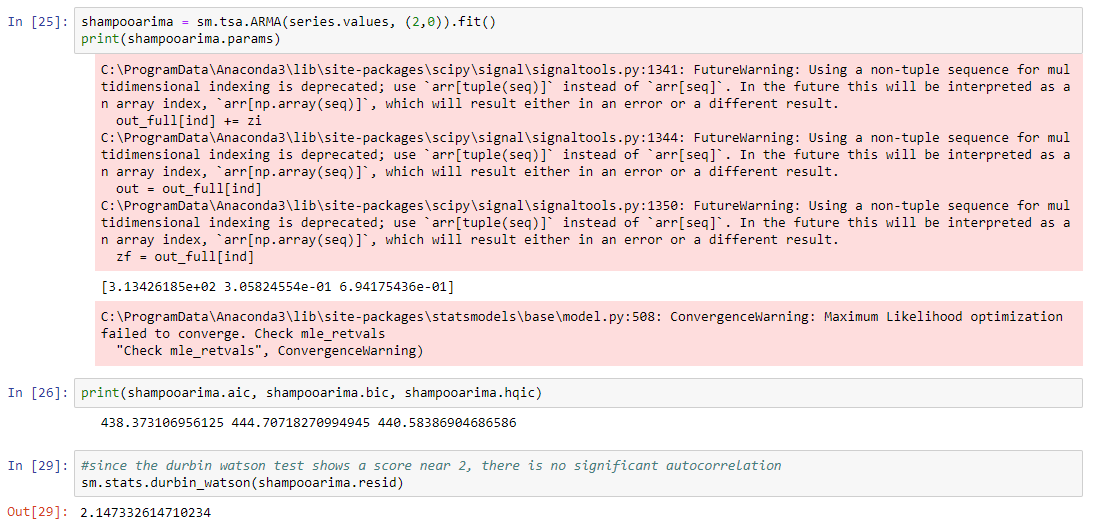 In [25]: shampooarima = sm.tsa.ARMA(series.values, (2,0)).fit()
print(shampooarima.params)
C:\ProgramData\Anaconda3\lib\site-packages\scipy\signal\signaltools.py:1341: FutureWarning: Using a non-tuple sequence for mul
tidimensional indexing is deprecated; use `arr[tuple(seq)]` instead of `arr[seq]`. In the future this will be interpreted as a
n array index, `arr[np.array(seq)]`, which will result either in an error or a different result.
  out_full[ind] += zi
C:\ProgramData\Anaconda3\lib\site-packages\scipy\signal\signaltools.py:1344: FutureWarning: Using a non-tuple sequence for mul
tidimensional indexing is deprecated; use `arr[tuple(seq)]` instead of `arr[seq]`. In the future this will be interpreted as a
n array index, `arr[np.array(seq)]`, which will result either in an error or a different result.
  out = out_full[ind]
C:\ProgramData\Anaconda3\lib\site-packages\scipy\signal\signaltools.py:1350: FutureWarning: Using a non-tuple sequence for mul
tidimensional indexing is deprecated; use `arr[tuple(seq)]` instead of `arr[seq]`. In the future this will be interpreted as a
n array index, `arr[np.array(seq)]`, which will result either in an error or a different result.
  zf = out_full[ind]
[3.13426185e+02 3.05824554e-01 6.94175436e-01]
C:\ProgramData\Anaconda3\lib\site-packages\statsmodels\base\model.py:508: ConvergenceWarning: Maximum Likelihood optimization
failed to converge. Check mle_retvals
  "Check mle_retvals", ConvergenceWarning)
In [26]: print(shampooarima.aic, shampooarima.bic, shampooarima.hqic)
438.373106956125 444.70718270994945 440.58386904686586
In [29]: #since the durbin watson test shows a score near 2, there is no significant autocorrelation
sm.stats.durbin_watson(shampooarima.resid)
Out[29]: 2.147332614710234